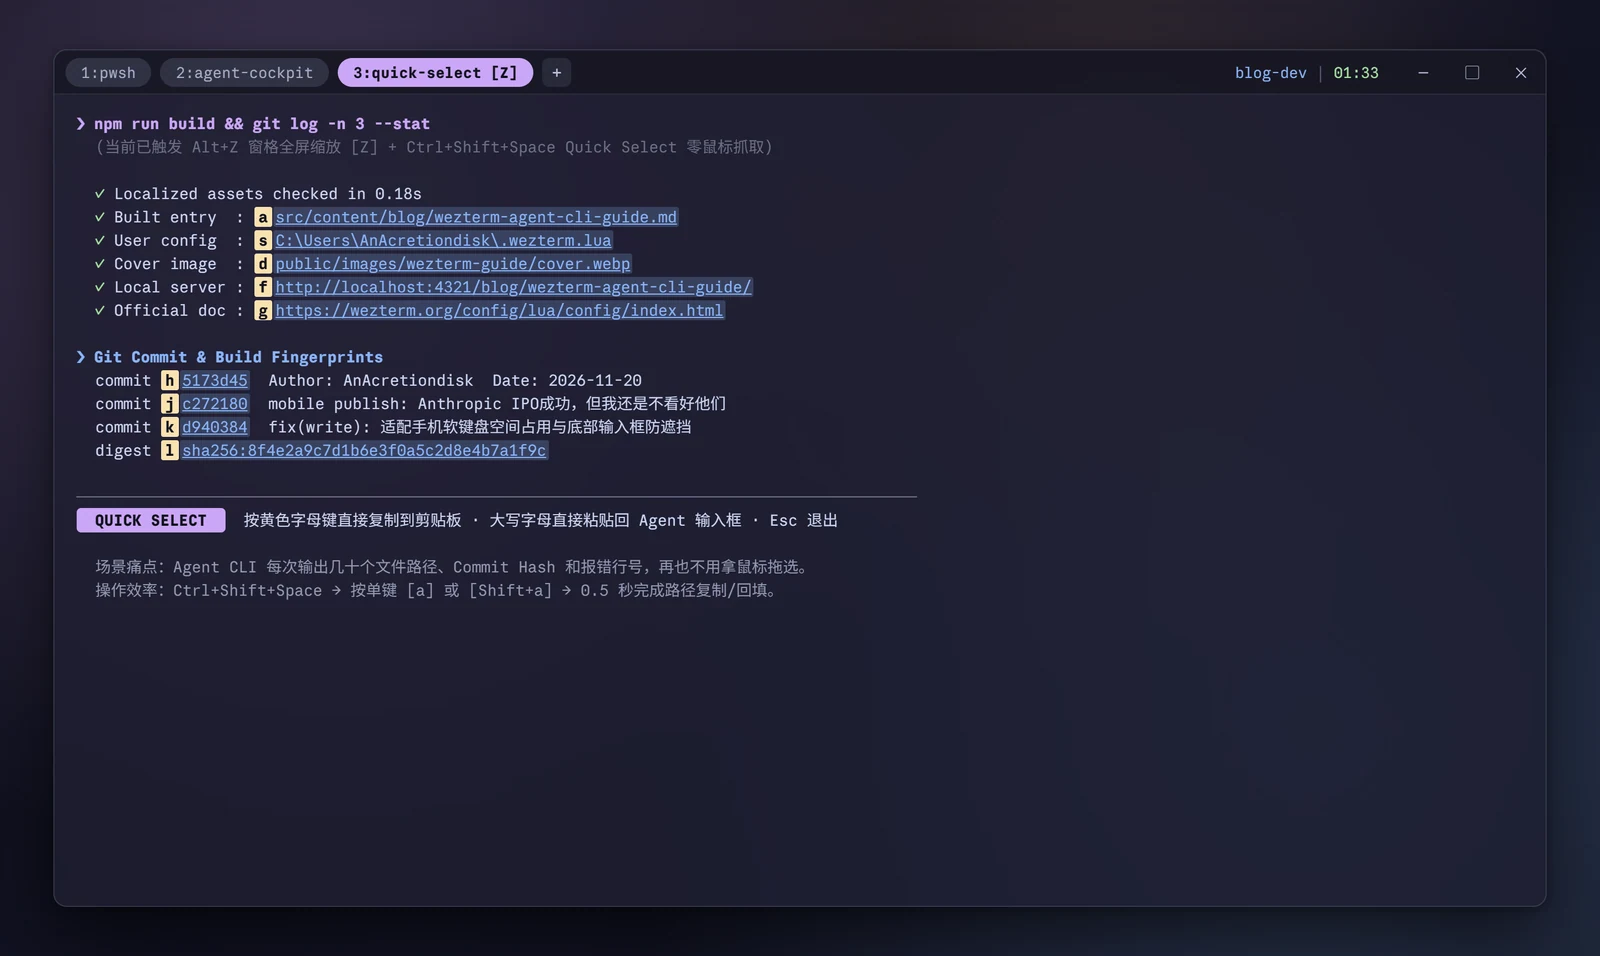 1:pwsh 2:agent-cockpit 3:quick-select [Z] + blog-dev | 01:33
❯ npm run build && git log -n 3 --stat
(当前已触发 Alt+Z 窗格全屏缩放 [Z] + Ctrl+Shift+Space Quick Select 零鼠标抓取)
✓ Localized assets checked in 0.18s
✓ Built entry : a src/content/blog/wezterm-agent-cli-guide.md
✓ User config : s C:\Users\AnAcretiondisk\.wezterm.lua
✓ Cover image : d public/images/wezterm-guide/cover.webp
✓ Local server : f http://localhost:4321/blog/wezterm-agent-cli-guide/
✓ Official doc : g https://wezterm.org/config/lua/config/index.html
❯ Git Commit & Build Fingerprints
commit h 5173d45 Author: AnAcretiondisk Date: 2026-11-20
commit j c272180 mobile publish: Anthropic IPO成功，但我还是不看好他们
commit k d940384 fix(write): 适配手机软键盘空间占用与底部输入框防遮挡
digest l sha256:8f4e2a9c7d1b6e3f0a5c2d8e4b7a1f9c
QUICK SELECT 按黄色字母键直接复制到剪贴板 · 大写字母直接粘贴回 Agent 输入框 · Esc 退出
场景痛点：Agent CLI 每次输出几十个文件路径、Commit Hash 和报错行号，再也不用拿鼠标拖选。
操作效率：Ctrl+Shift+Space → 按单键 [a] 或 [Shift+a] → 0.5 秒完成路径复制/回填。